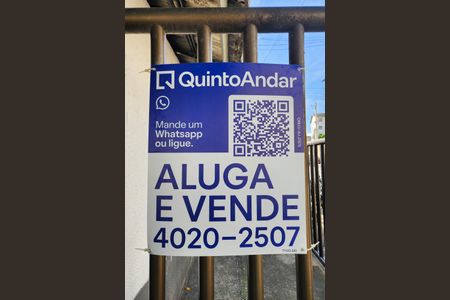 QuintoAndar
Mande um
Whatsapp
ou ligue.
ALUGA
E VENDE
4020-2507